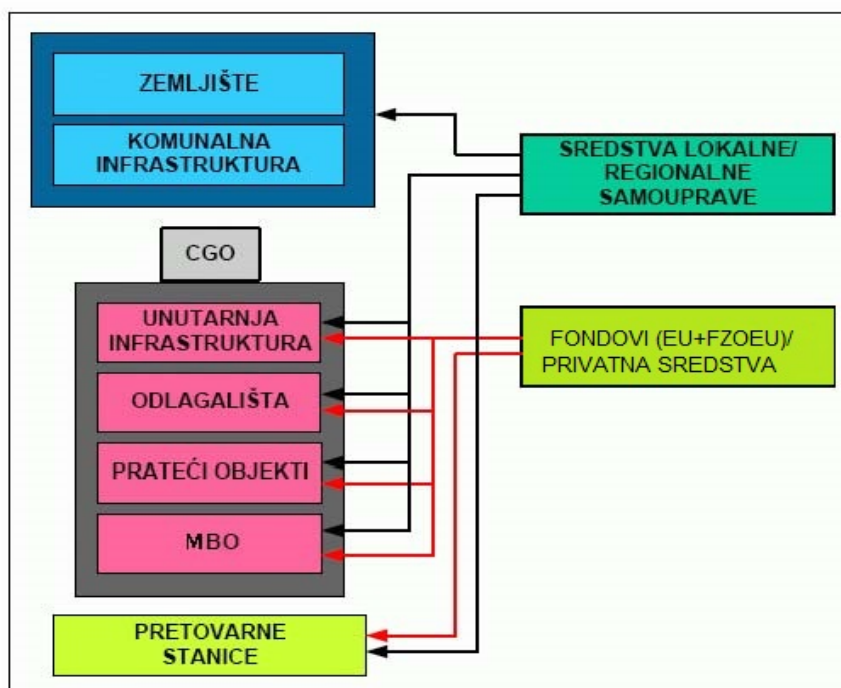 ZEMLJIŠTE
KOMUNALNA
INFRASTRUKTURA
SREDSTVA LOKALNE/
REGIONALNE
SAMOUPRAVE
CGO
UNUTARNJA
INFRASTRUKTURA
ODLAGALIŠTA
PRATEĆI OBJEKTI
MBO
FONDOVI (EU+FZOEU)/
PRIVATNA SREDSTVA
PRETOVARNE
STANICE